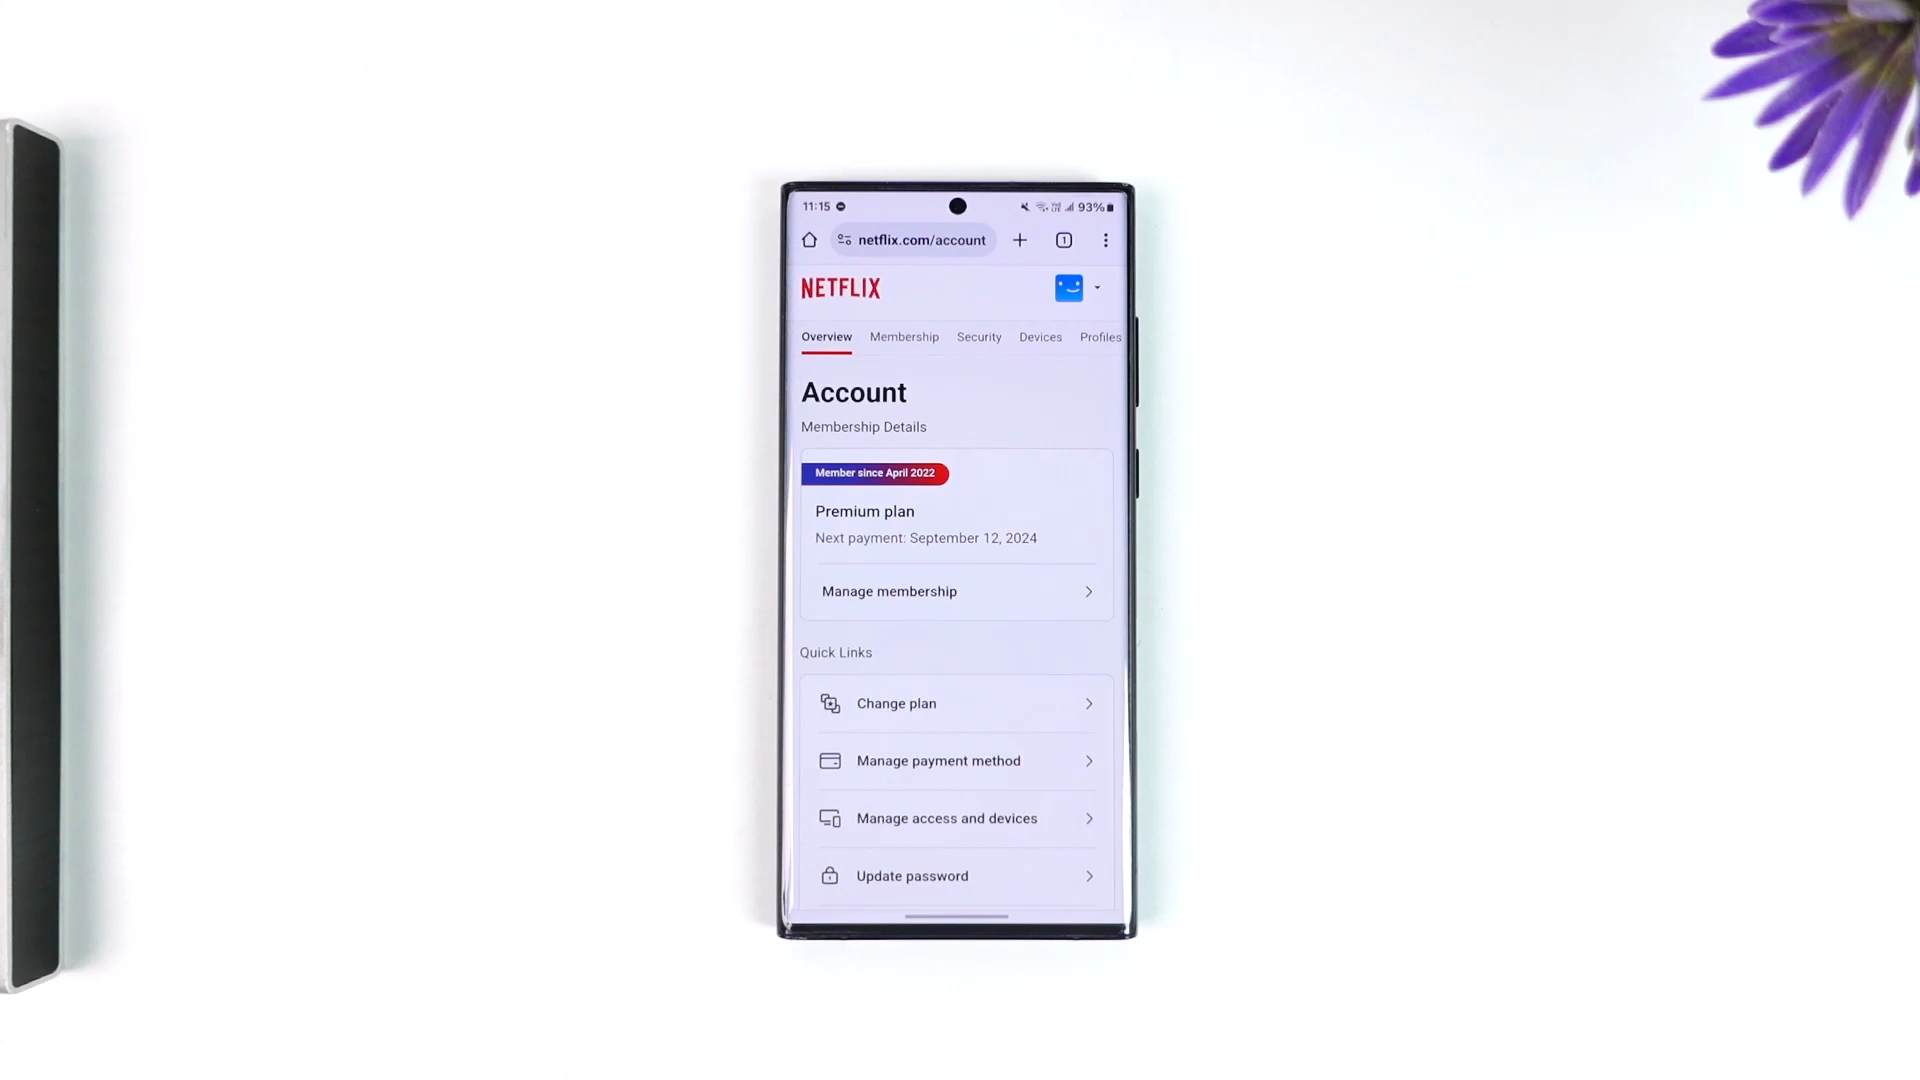 11:15 93%
netflix.com/account 1
NETFLIX
Overview Membership Security Devices Profiles
Account
Membership Details
Member since April 2022
Premium plan
Next payment: September 12, 2024
Manage membership
Quick Links
Change plan
Manage payment method
Manage access and devices
Update password